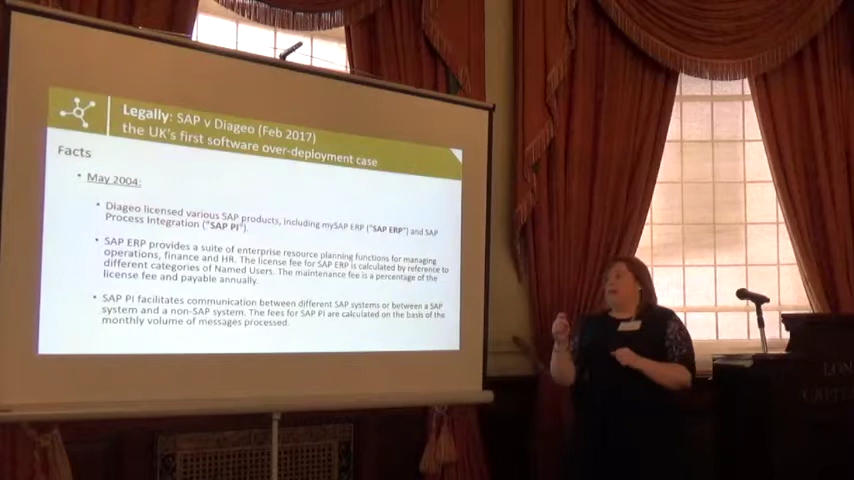 Legally: SAP v Diageo (Feb 2017)
the UK's first software over-deployment case
Facts
• May 2004:
• Diageo licensed various SAP products, including mySAP ERP ("SAP ERP") and SAP
Process Integration ("SAP PI").
• SAP ERP provides a suite of enterprise resource planning functions for managing
operations, finance and HR. The license fee for SAP ERP is calculated by reference to
different categories of Named Users. The maintenance fee is a percentage of the
license fee and payable annually.
• SAP PI facilitates communication between different SAP systems or between a SAP
system and a non-SAP system. The fees for SAP PI are calculated on the basis of the
monthly volume of messages processed.